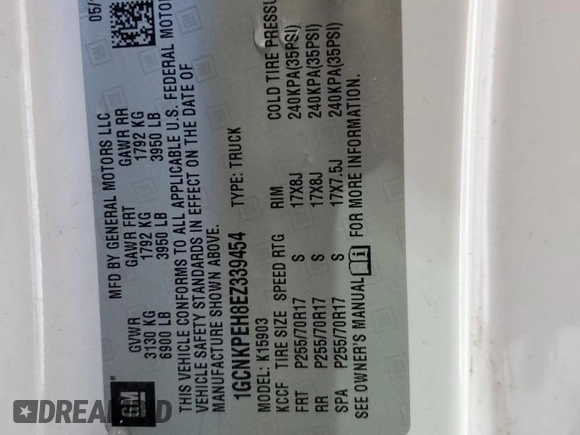 05/
MFD BY GENERAL MOTORS LLC
GVWR GAWR FRT GAWR RR
3130 KG 1792 KG 1792 KG
6900 LB 3950 LB 3950 LB
THIS VEHICLE CONFORMS TO ALL APPLICABLE U.S. FEDERAL MOTOR
VEHICLE SAFETY STANDARDS IN EFFECT ON THE DATE OF
MANUFACTURE SHOWN ABOVE.
1GCNKPEH8EZ339454 TYPE: TRUCK
MODEL: K15903
KCCF TIRE SIZE SPEED RTG RIM COLD TIRE PRESSU
FRT P255/70R17 S 17X8J 240KPA(35PSI)
RR P255/70R17 S 17X8J 240KPA(35PSI)
SPA P255/70R17 S 17X7.5J 240KPA(35PSI)
SEE OWNER'S MANUAL i FOR MORE INFORMATION.
GM
DIDACAR